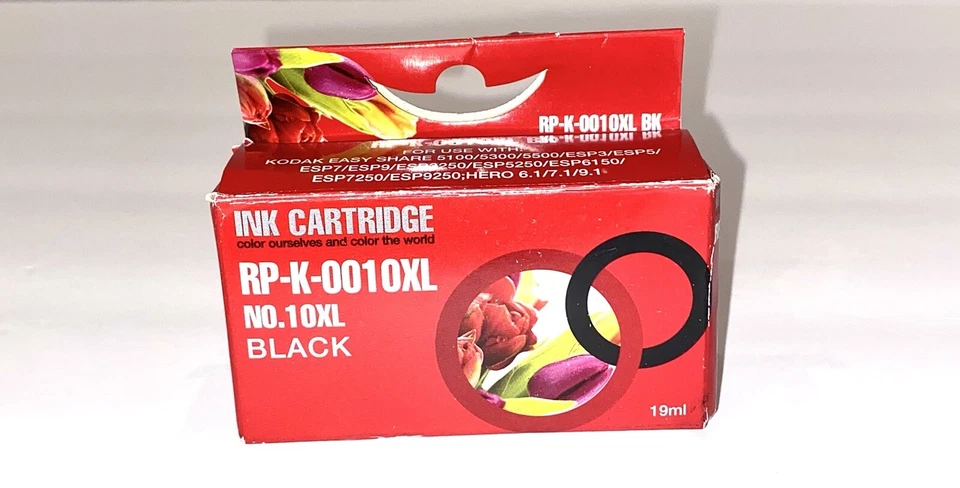 RP-K-0010XL BK
FOR USE WITH:
KODAK EASY SHARE 5100/5300/5500/ESP3/ESP5/
ESP7/ESP9/ESP3250/ESP5250/ESP6150/
ESP7250/ESP9250;HERO 6.1/7.1/9.1
INK CARTRIDGE
color ourselves and color the world
RP-K-0010XL
NO.10XL
BLACK
19ml